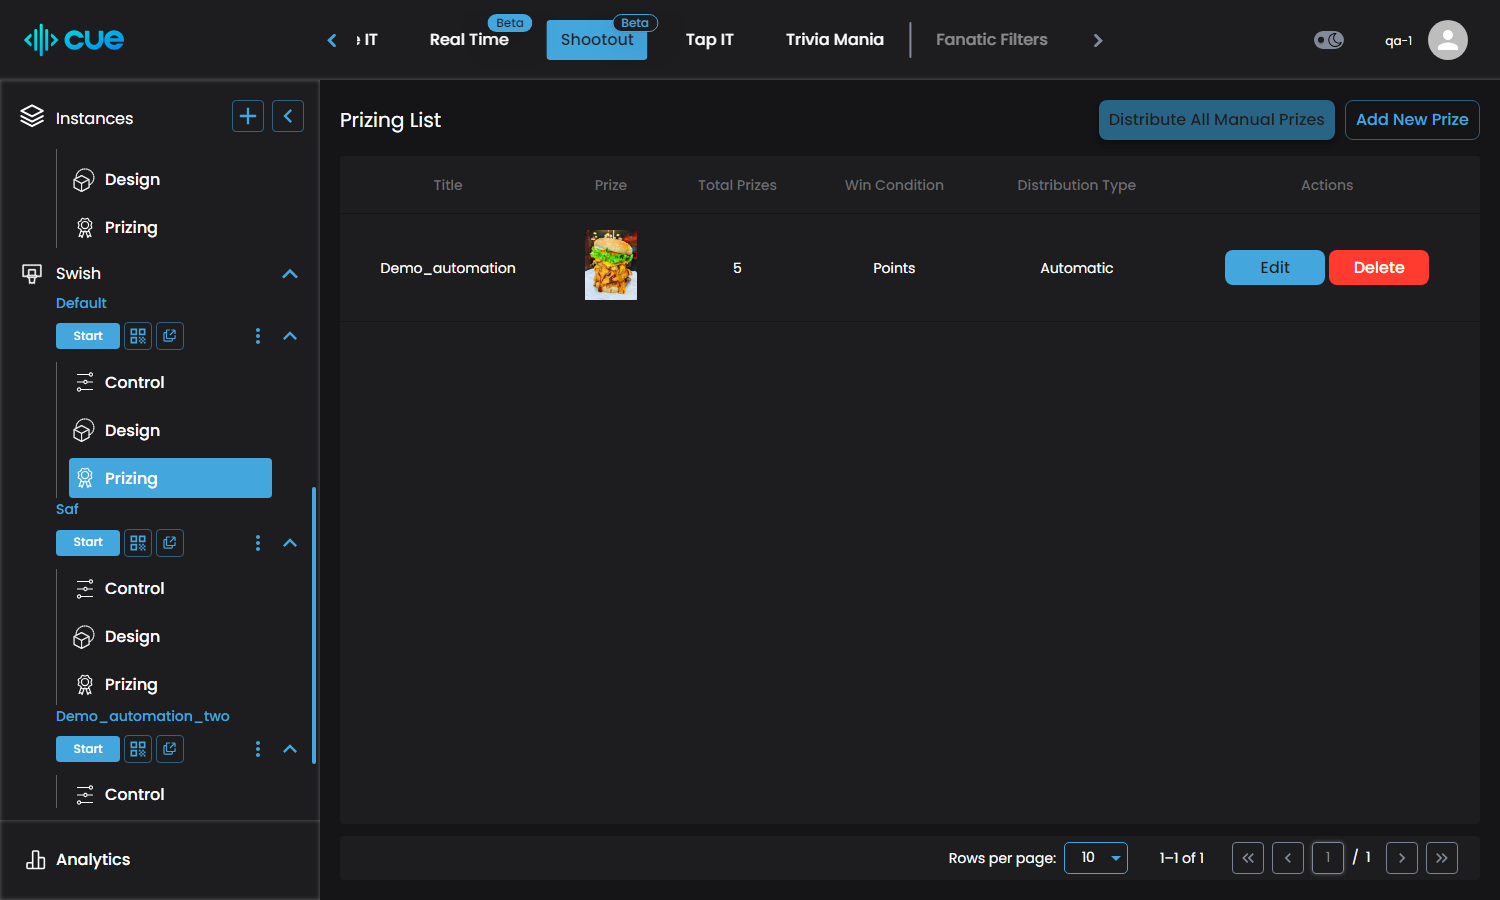 cue
IT
Real Time
Beta
Shootout
Beta
Tap IT
Trivia Mania
Fanatic Filters
qa-1
Instances
Design
Prizing
Swish
Default
Start
Control
Design
Prizing
Saf
Start
Control
Design
Prizing
Demo_automation_two
Start
Control
Analytics
Prizing List
Distribute All Manual Prizes
Add New Prize
Title Prize Total Prizes Win Condition Distribution Type Actions
Demo_automation 5 Points Automatic Edit Delete
Rows per page: 10 1-1 of 1 1 / 1